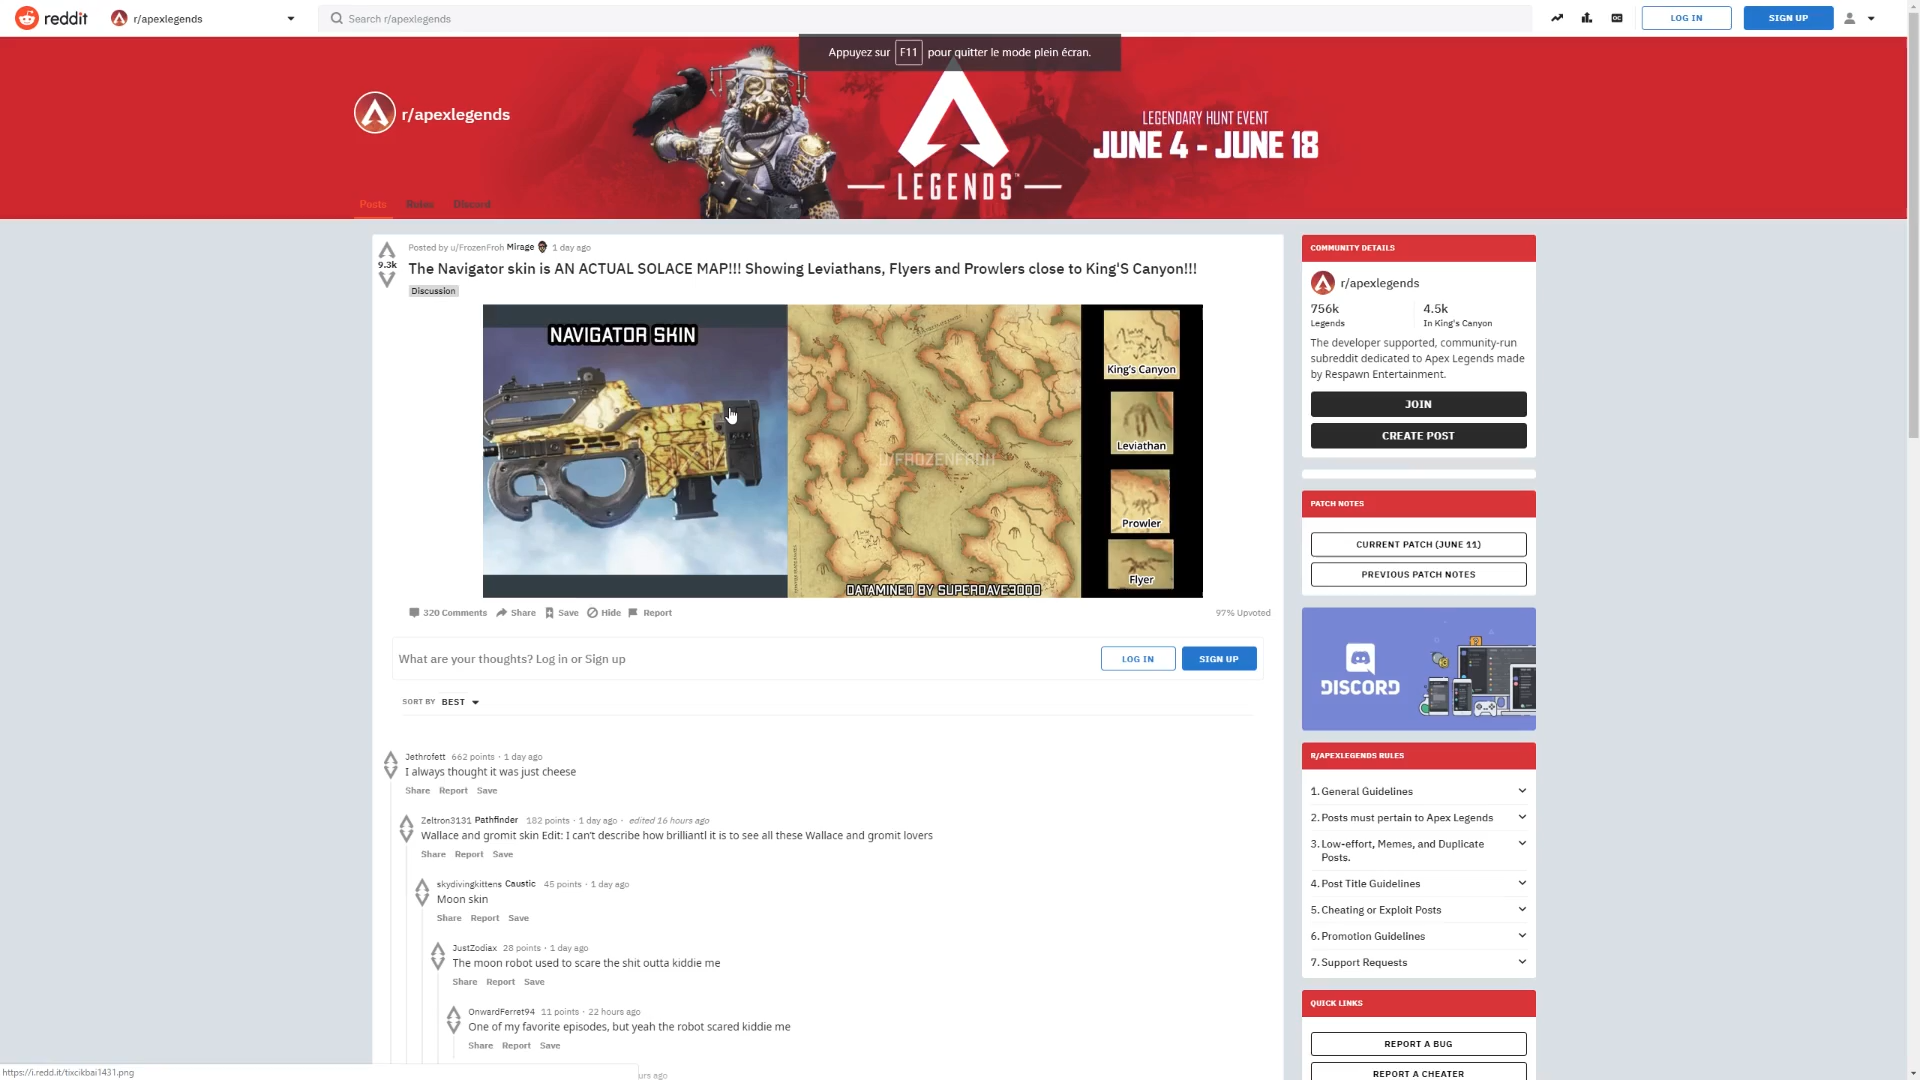 reddit
r/apexlegends
Search r/apexlegends
LOG IN
SIGN UP
Appuyez sur F11 pour quitter le mode plein écran.
r/apexlegends
LEGENDS
LEGENDARY HUNT EVENT
JUNE 4 - JUNE 18
Posts Rules Discord
Posted by u/FrozenFroh Mirage 1 day ago
9.3k
The Navigator skin is AN ACTUAL SOLACE MAP!!! Showing Leviathans, Flyers and Prowlers close to King'S Canyon!!!
Discussion
NAVIGATOR SKIN
U/FROZENFROH
DATAMINED BY SUPERDAVE3000
King's Canyon
Leviathan
Prowler
Flyer
320 Comments Share Save Hide Report
97% Upvoted
What are your thoughts? Log in or Sign up
LOG IN
SIGN UP
SORT BY BEST
Jethrofett 662 points · 1 day ago
I always thought it was just cheese
Share Report Save
Zeltron3131 Pathfinder 182 points · 1 day ago · edited 16 hours ago
Wallace and gromit skin Edit: I can't describe how brilliantl it is to see all these Wallace and gromit lovers
Share Report Save
skydivingkittens Caustic 45 points · 1 day ago
Moon skin
Share Report Save
JustZodiax 28 points · 1 day ago
The moon robot used to scare the shit outta kiddie me
Share Report Save
OnwardFerret94 11 points · 22 hours ago
One of my favorite episodes, but yeah the robot scared kiddie me
Share Report Save
urs ago
https://i.redd.it/tixcikbai1431.png
COMMUNITY DETAILS
r/apexlegends
756k
Legends
4.5k
In King's Canyon
The developer supported, community-run
subreddit dedicated to Apex Legends made
by Respawn Entertainment.
JOIN
CREATE POST
PATCH NOTES
CURRENT PATCH (JUNE 11)
PREVIOUS PATCH NOTES
DISCORD
R/APEXLEGENDS RULES
1. General Guidelines
2. Posts must pertain to Apex Legends
3. Low-effort, Memes, and Duplicate
Posts.
4. Post Title Guidelines
5. Cheating or Exploit Posts
6. Promotion Guidelines
7. Support Requests
QUICK LINKS
REPORT A BUG
REPORT A CHEATER